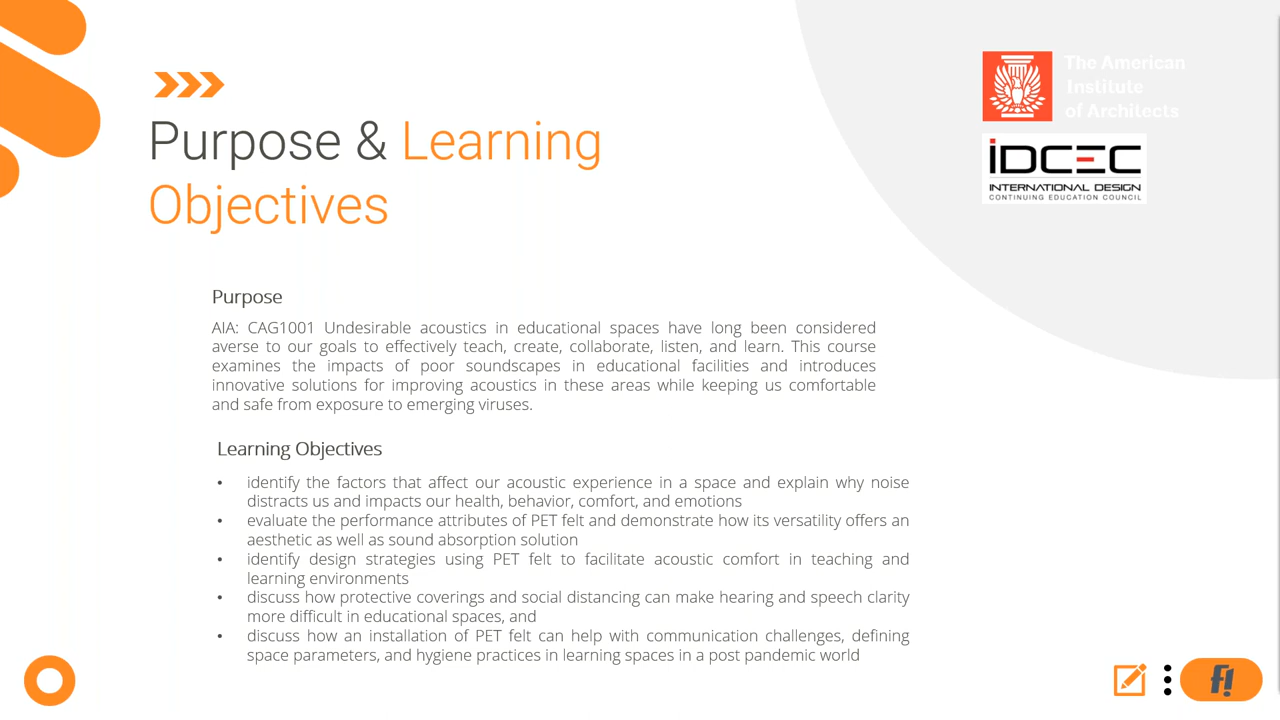 Purpose & Learning
Objectives
The American
Institute
of Architects
iDCEC
INTERNATIONAL DESIGN
CONTINUING EDUCATION COUNCIL
Purpose
AIA: CAG1001 Undesirable acoustics in educational spaces have long been considered
averse to our goals to effectively teach, create, collaborate, listen, and learn. This course
examines the impacts of poor soundscapes in educational facilities and introduces
innovative solutions for improving acoustics in these areas while keeping us comfortable
and safe from exposure to emerging viruses.
Learning Objectives
• identify the factors that affect our acoustic experience in a space and explain why noise
distracts us and impacts our health, behavior, comfort, and emotions
• evaluate the performance attributes of PET felt and demonstrate how its versatility offers an
aesthetic as well as sound absorption solution
• identify design strategies using PET felt to facilitate acoustic comfort in teaching and
learning environments
• discuss how protective coverings and social distancing can make hearing and speech clarity
more difficult in educational spaces, and
• discuss how an installation of PET felt can help with communication challenges, defining
space parameters, and hygiene practices in learning spaces in a post pandemic world
f!